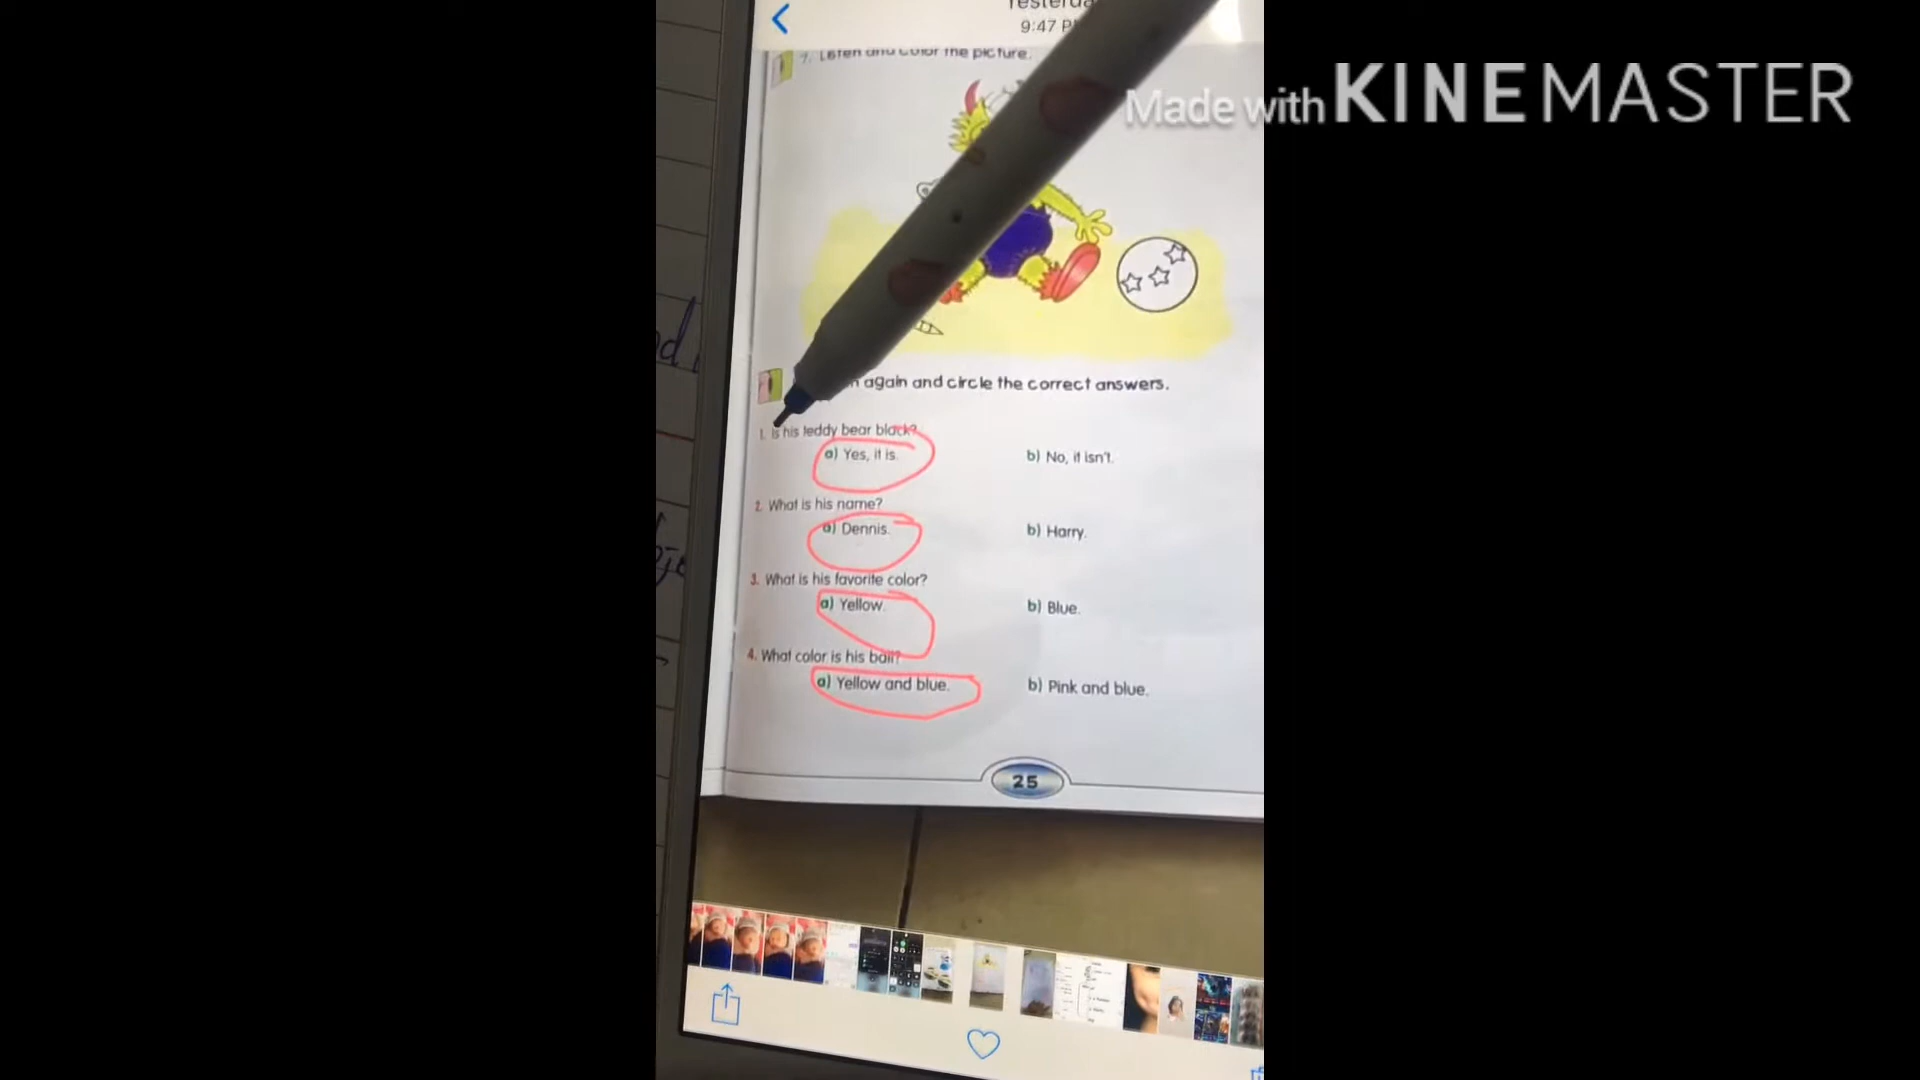 9:47
7. Listen and color the picture.
Made with KINEMASTER
again and circle the correct answers.
1. Is his teddy bear black?
a) Yes, it is.
b) No, it isn't.
2. What is his name?
a) Dennis.
b) Harry.
3. What is his favorite color?
a) Yellow.
b) Blue.
4. What color is his ball?
a) Yellow and blue.
b) Pink and blue.
25